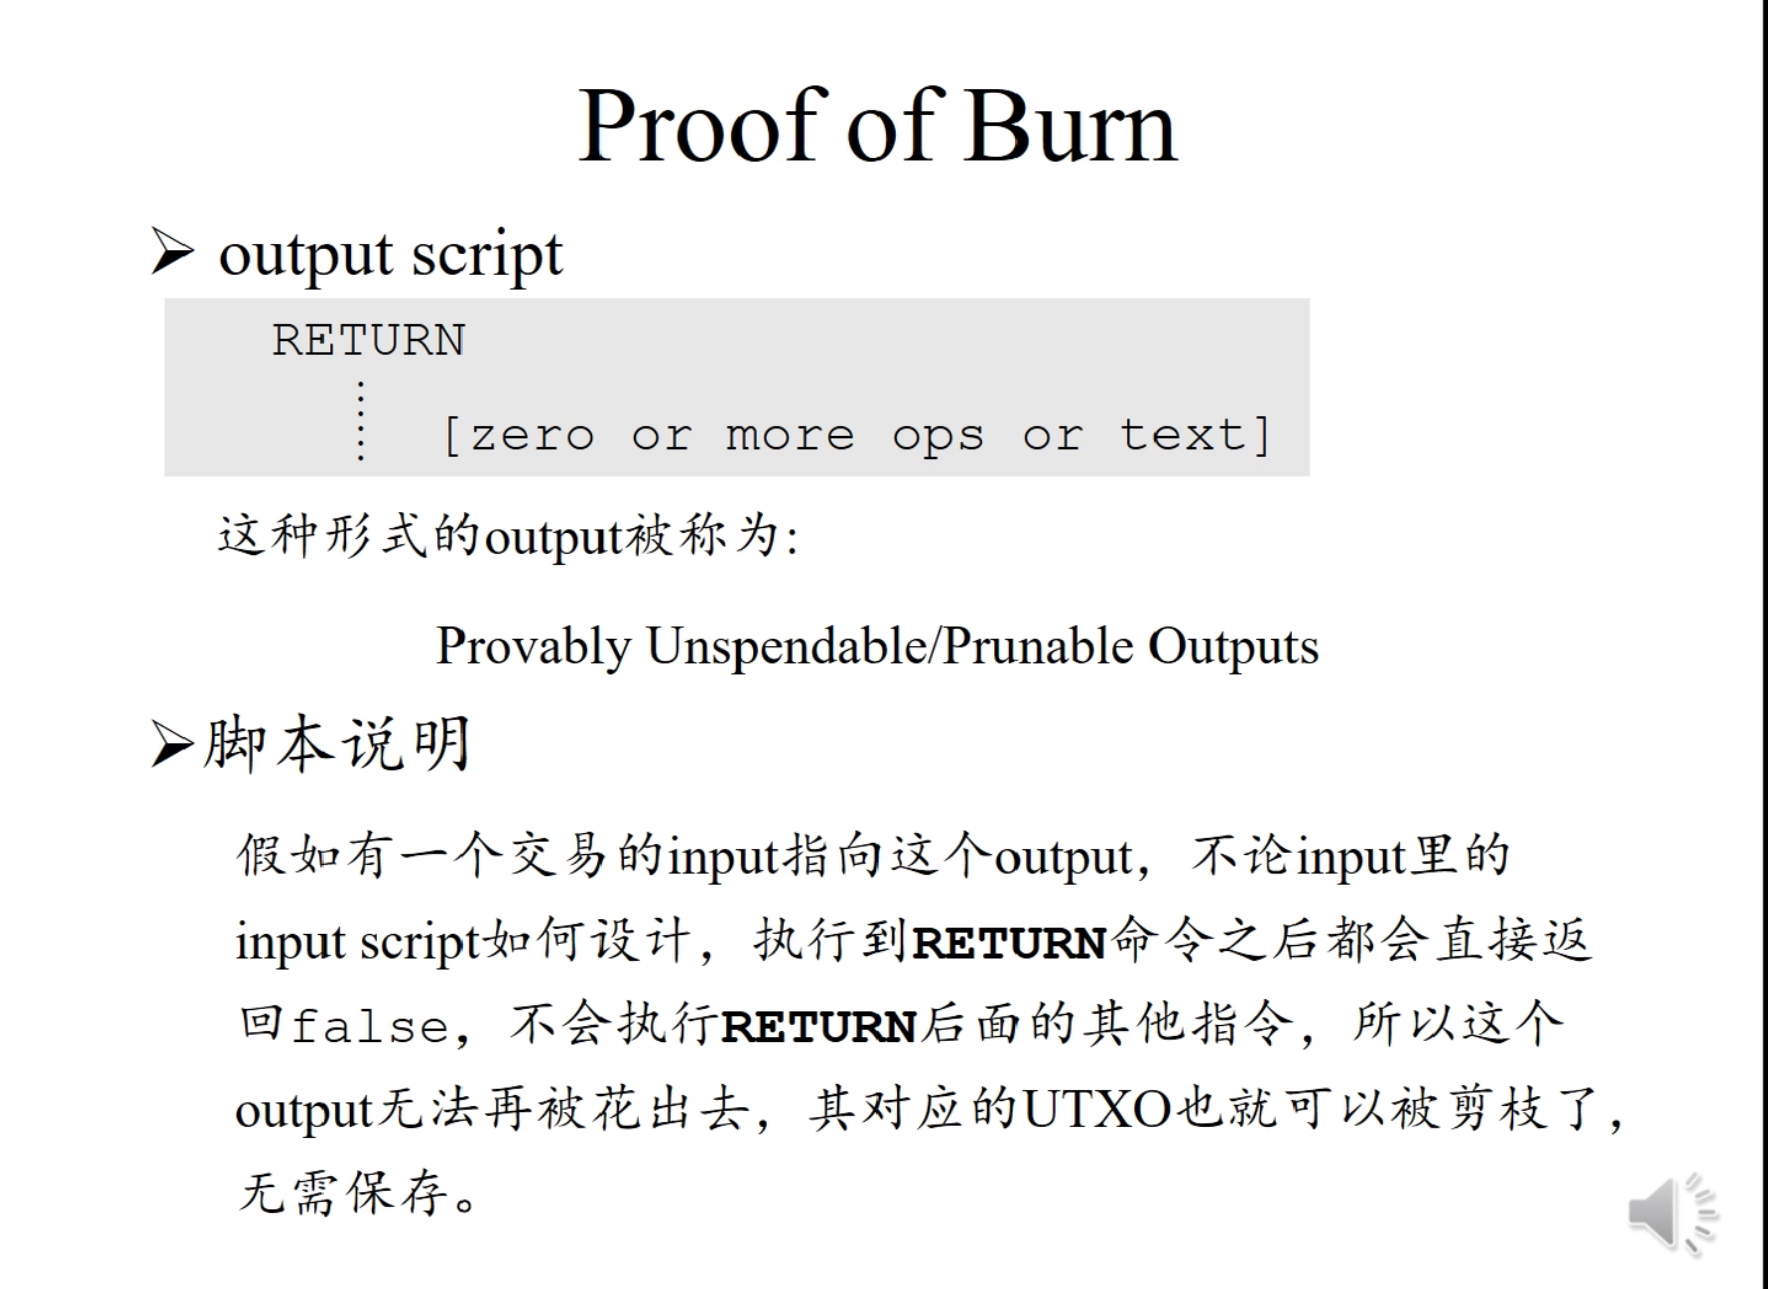 Proof of Burn
➢ output script
RETURN
[zero or more ops or text]
这种形式的output被称为:
Provably Unspendable/Prunable Outputs
➢脚本说明
假如有一个交易的input指向这个output，不论input里的
input script如何设计，执行到RETURN命令之后都会直接返
回false，不会执行RETURN后面的其他指令，所以这个
output无法再被花出去，其对应的UTXO也就可以被剪枝了，
无需保存。